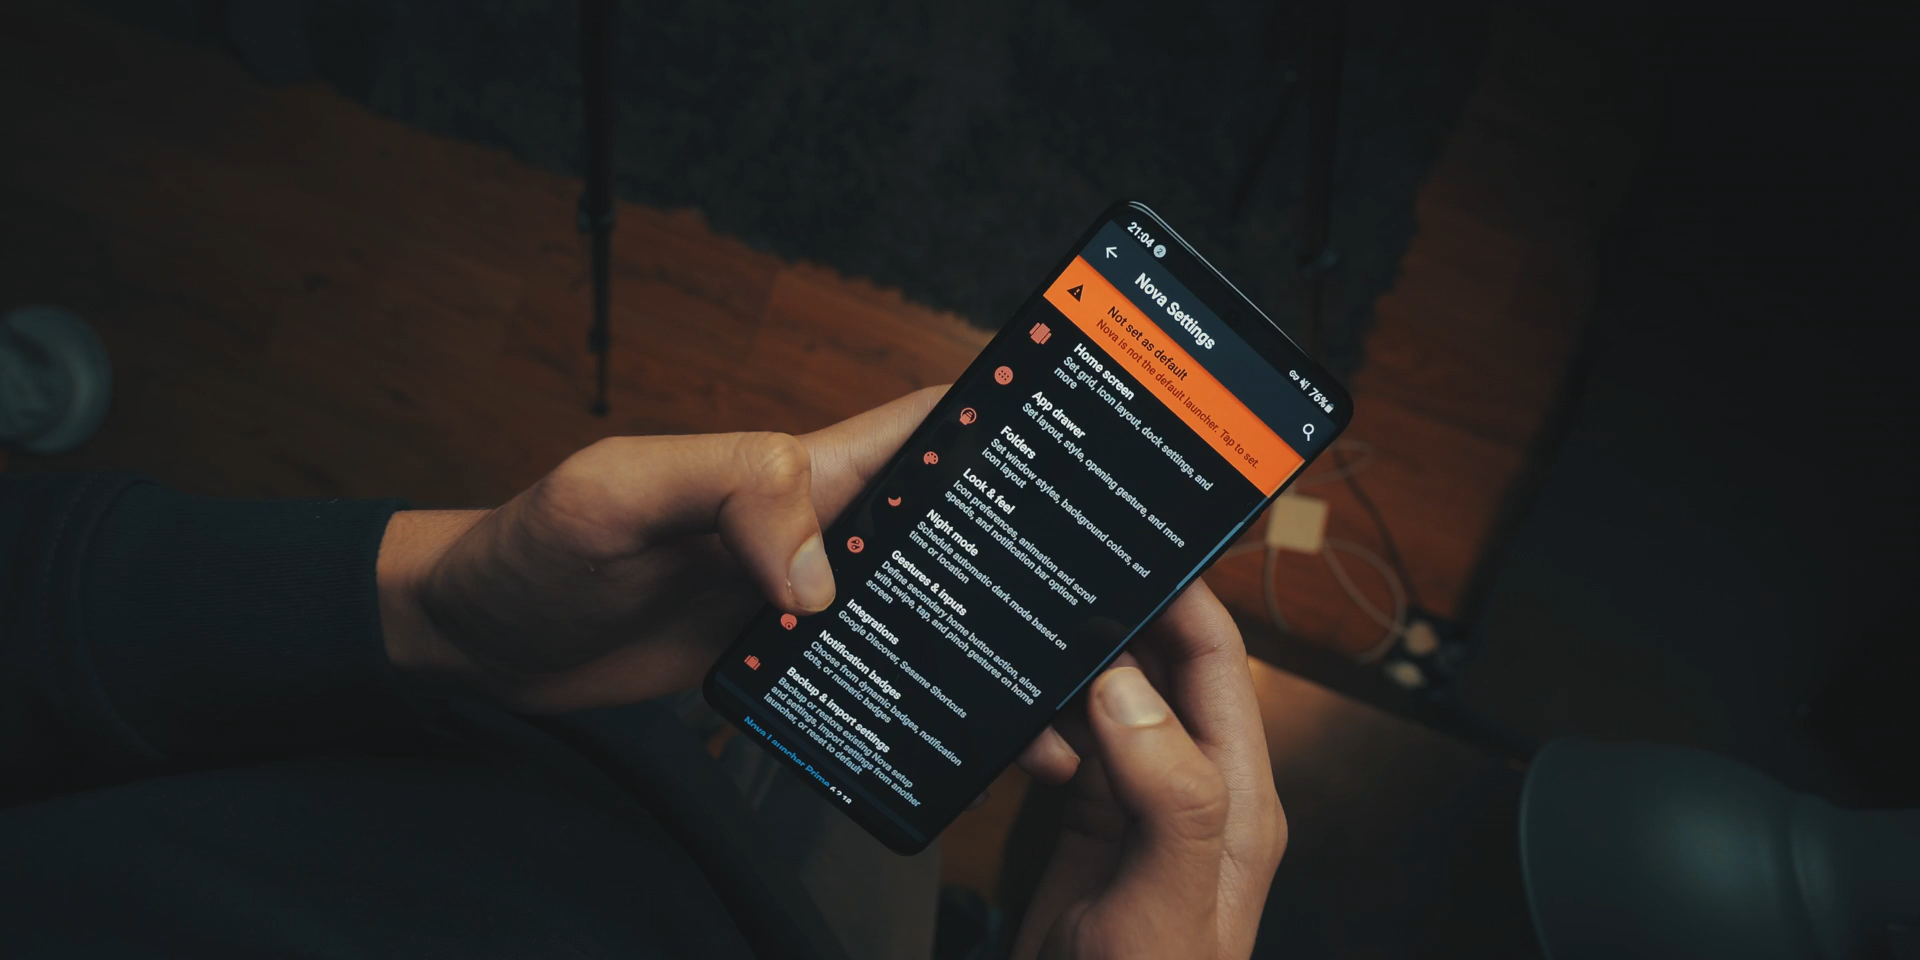 21:04
76%
Nova Settings
Not set as default
Nova is not the default launcher. Tap to set.
Home screen
Set grid, icon layout, dock settings, and
more
App drawer
Set layout, style, opening gesture, and more
Folders
Set window styles, background colors, and
icon layout
Look & feel
Icon preferences, animation and scroll
speeds, and notification bar options
Night mode
Schedule automatic dark mode based on
time or location
Gestures & inputs
Define secondary home button action, along
with swipe, tap, and pinch gestures on home
screen
Integrations
Google Discover, Sesame Shortcuts
Notification badges
Choose from dynamic badges, notification
dots, or numeric badges
Backup & import settings
Backup or restore existing Nova setup
and settings, import settings from another
launcher, or reset to default
Nova Launcher Prime 6.2.18